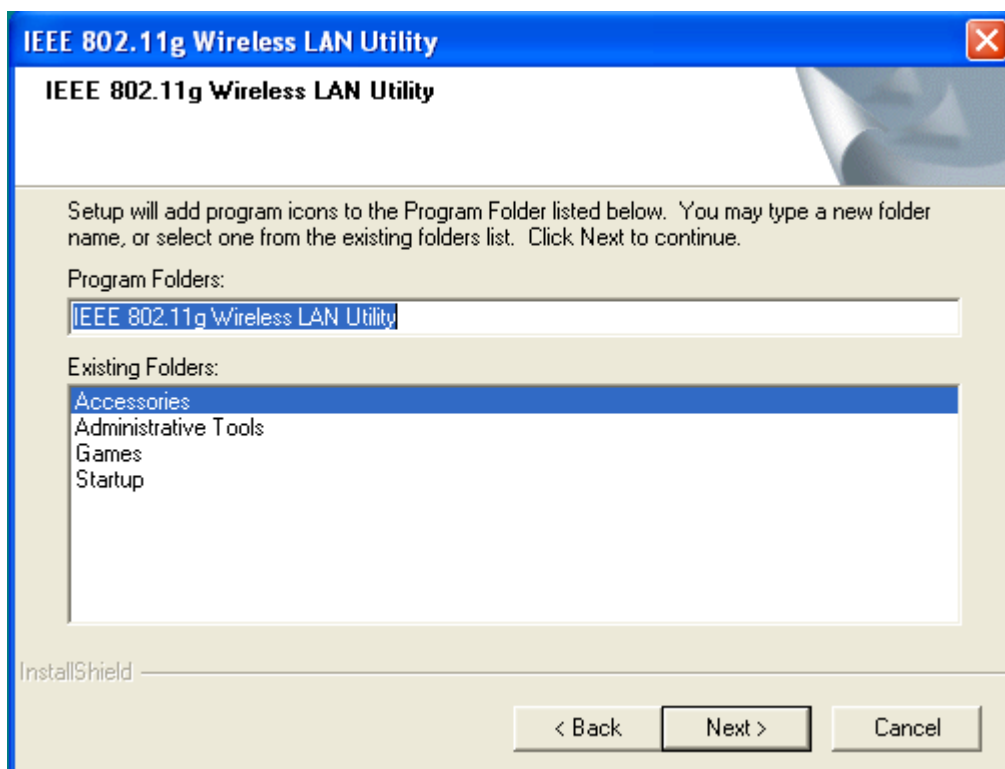 IEEE 802.11g Wireless LAN Utility
IEEE 802.11g Wireless LAN Utility
Setup will add program icons to the Program Folder listed below.  You may type a new folder
name, or select one from the existing folders list.  Click Next to continue.
Program Folders:
IEEE 802.11g Wireless LAN Utility
Existing Folders:
Accessories
Administrative Tools
Games
Startup
InstallShield
< Back Next > Cancel